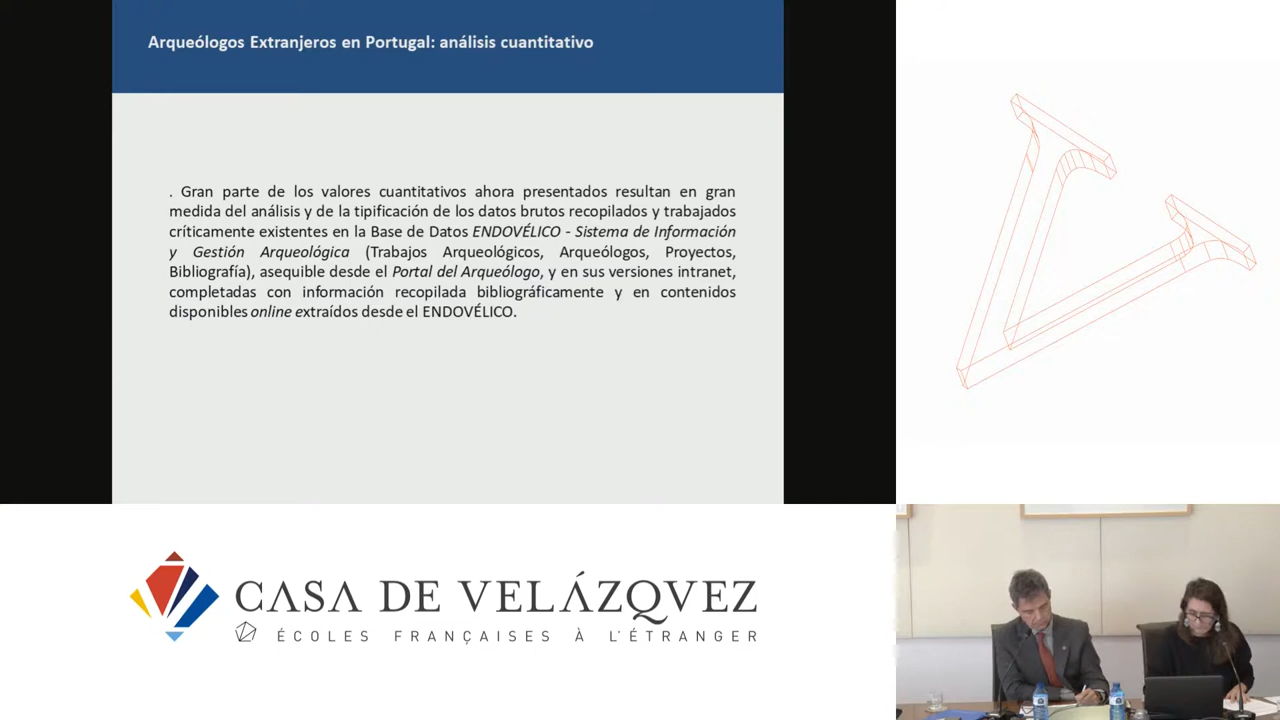 Arqueólogos Extranjeros en Portugal: análisis cuantitativo
. Gran parte de los valores cuantitativos ahora presentados resultan en gran
medida del análisis y de la tipificación de los datos brutos recopilados y trabajados
críticamente existentes en la Base de Datos ENDOVÉLICO - Sistema de Información
y Gestión Arqueológica (Trabajos Arqueológicos, Arqueólogos, Proyectos,
Bibliografía), asequible desde el Portal del Arqueólogo, y en sus versiones intranet,
completadas con información recopilada bibliográficamente y en contenidos
disponibles online extraídos desde el ENDOVÉLICO.
CASA DE VELÁZQVEZ
ÉCOLES FRANÇAISES À L'ÉTRANGER